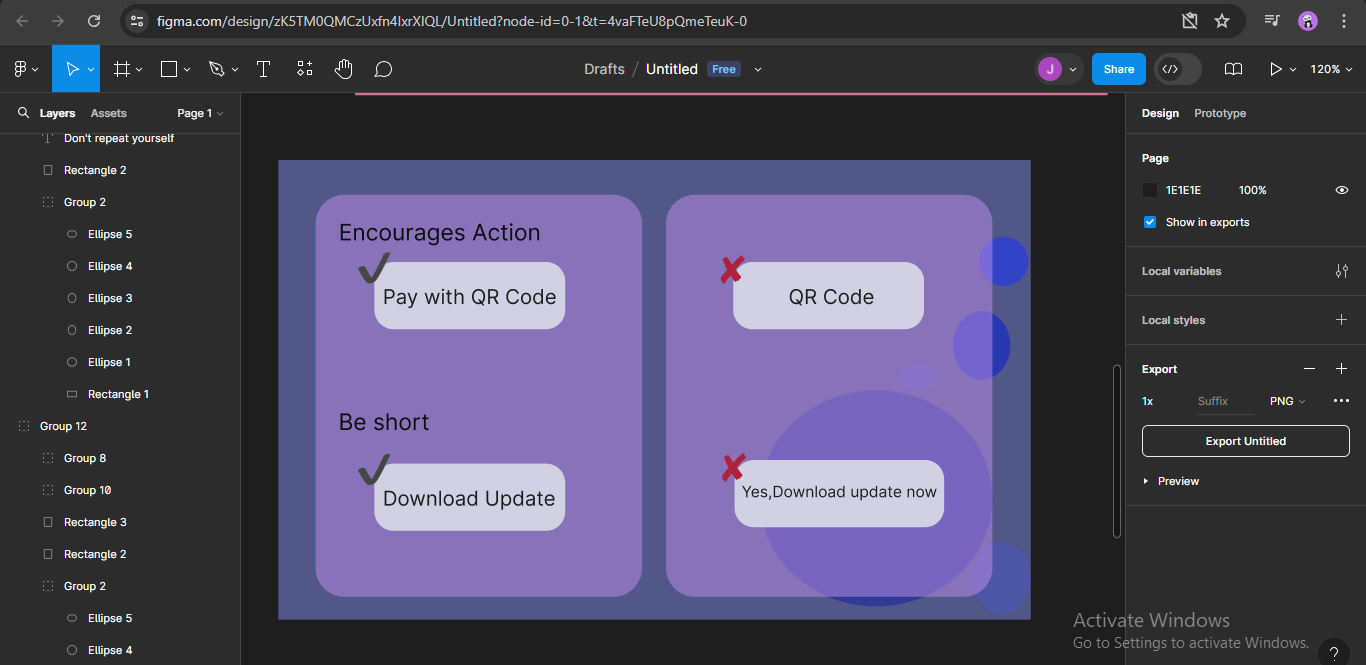 figma.com/design/zK5TM0QMCzUxfn4lxrXlQL/Untitled?node-id=0-1&t=4vaFTeU8pQmeTeuK-0
Drafts / Untitled Free
J
Share
120%
Layers Assets Page 1
Don't repeat yourself
Rectangle 2
Group 2
Ellipse 5
Ellipse 4
Ellipse 3
Ellipse 2
Ellipse 1
Rectangle 1
Group 12
Group 8
Group 10
Rectangle 3
Rectangle 2
Group 2
Ellipse 5
Ellipse 4
Encourages Action
Pay with QR Code
QR Code
Be short
Download Update
Yes,Download update now
Design Prototype
Page
1E1E1E 100%
Show in exports
Local variables
Local styles
Export
1x Suffix PNG
Export Untitled
Preview
Activate Windows
Go to Settings to activate Windows.
?